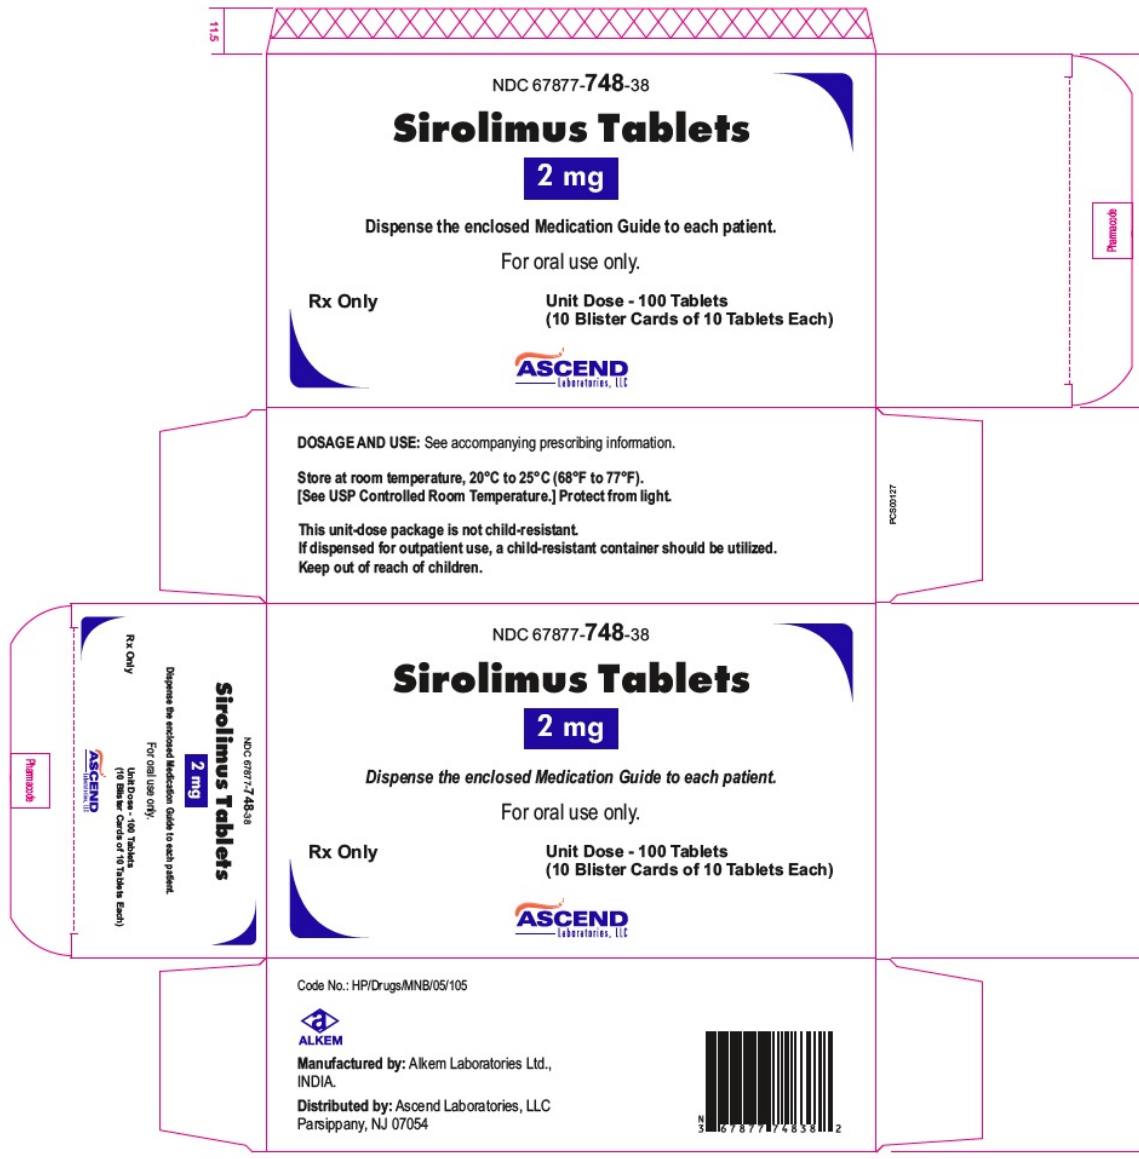 11.5
NDC 67877-748-38
Sirolimus Tablets
2 mg
Dispense the enclosed Medication Guide to each patient.
For oral use only.
Rx Only
Unit Dose - 100 Tablets
(10 Blister Cards of 10 Tablets Each)
ASCEND
Laboratories, LLC
Pharmacode
DOSAGE AND USE: See accompanying prescribing information.
Store at room temperature, 20°C to 25°C (68°F to 77°F).
[See USP Controlled Room Temperature.] Protect from light.
This unit-dose package is not child-resistant.
If dispensed for outpatient use, a child-resistant container should be utilized.
Keep out of reach of children.
PCS00127
NDC 67877-748-38
Sirolimus Tablets
2 mg
Dispense the enclosed Medication Guide to each patient.
For oral use only.
Rx Only
Unit Dose - 100 Tablets
(10 Blister Cards of 10 Tablets Each)
ASCEND
Laboratories, LLC
Pharmacode
NDC 67877-748-38
Sirolimus Tablets
2 mg
Dispense the enclosed Medication Guide to each patient.
For oral use only.
Rx Only
Unit Dose - 100 Tablets
(10 Blister Cards of 10 Tablets Each)
ASCEND
Laboratories, LLC
Code No.: HP/Drugs/MNB/05/105
a
ALKEM
Manufactured by: Alkem Laboratories Ltd.,
INDIA.
Distributed by: Ascend Laboratories, LLC
Parsippany, NJ 07054
N
3 67877 74838 2